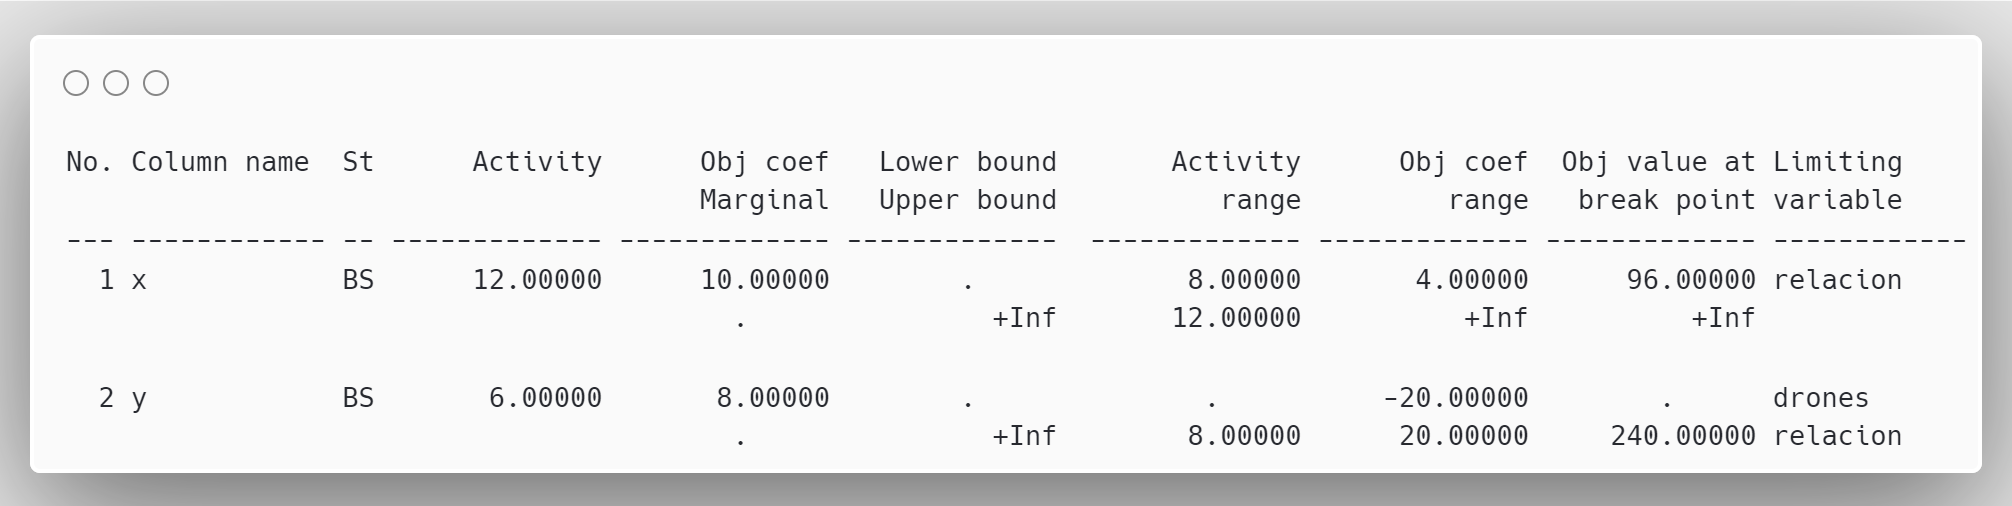 No. Column name  St      Activity      Obj coef   Lower bound       Activity      Obj coef  Obj value at Limiting
                                       Marginal   Upper bound          range         range   break point variable
--- ------------ -- ------------- ------------- -------------  ------------- ------------- ------------- ------------
  1 x            BS      12.00000      10.00000        .             8.00000       4.00000      96.00000 relacion
                                         .               +Inf       12.00000          +Inf          +Inf
  2 y            BS       6.00000       8.00000        .              .         -20.00000        .      drones
                                         .               +Inf        8.00000      20.00000     240.00000 relacion